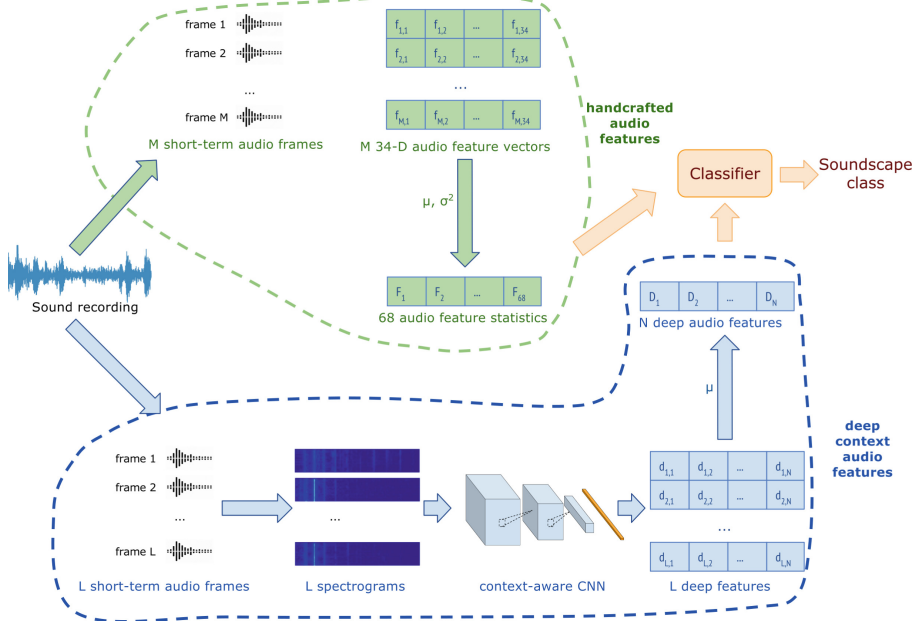 frame 1
frame 2
...
frame M
M short-term audio frames
f1,1 f1,2 ... f1,34
f2,1 f2,2 ... f2,34
...
fM,1 fM,2 ... fM,34
M 34-D audio feature vectors
μ, σ2
F1 F2 ... F68
68 audio feature statistics
handcrafted
audio
features
Classifier
Soundscape
class
Sound recording
D1 D2 ... DN
N deep audio features
μ
deep
context
audio
features
frame 1
frame 2
...
frame L
L short-term audio frames
...
L spectrograms
context-aware CNN
d1,1 d1,2 ... d1,N
d2,1 d2,2 ... d2,N
...
dL,1 dL,2 ... dL,N
L deep features